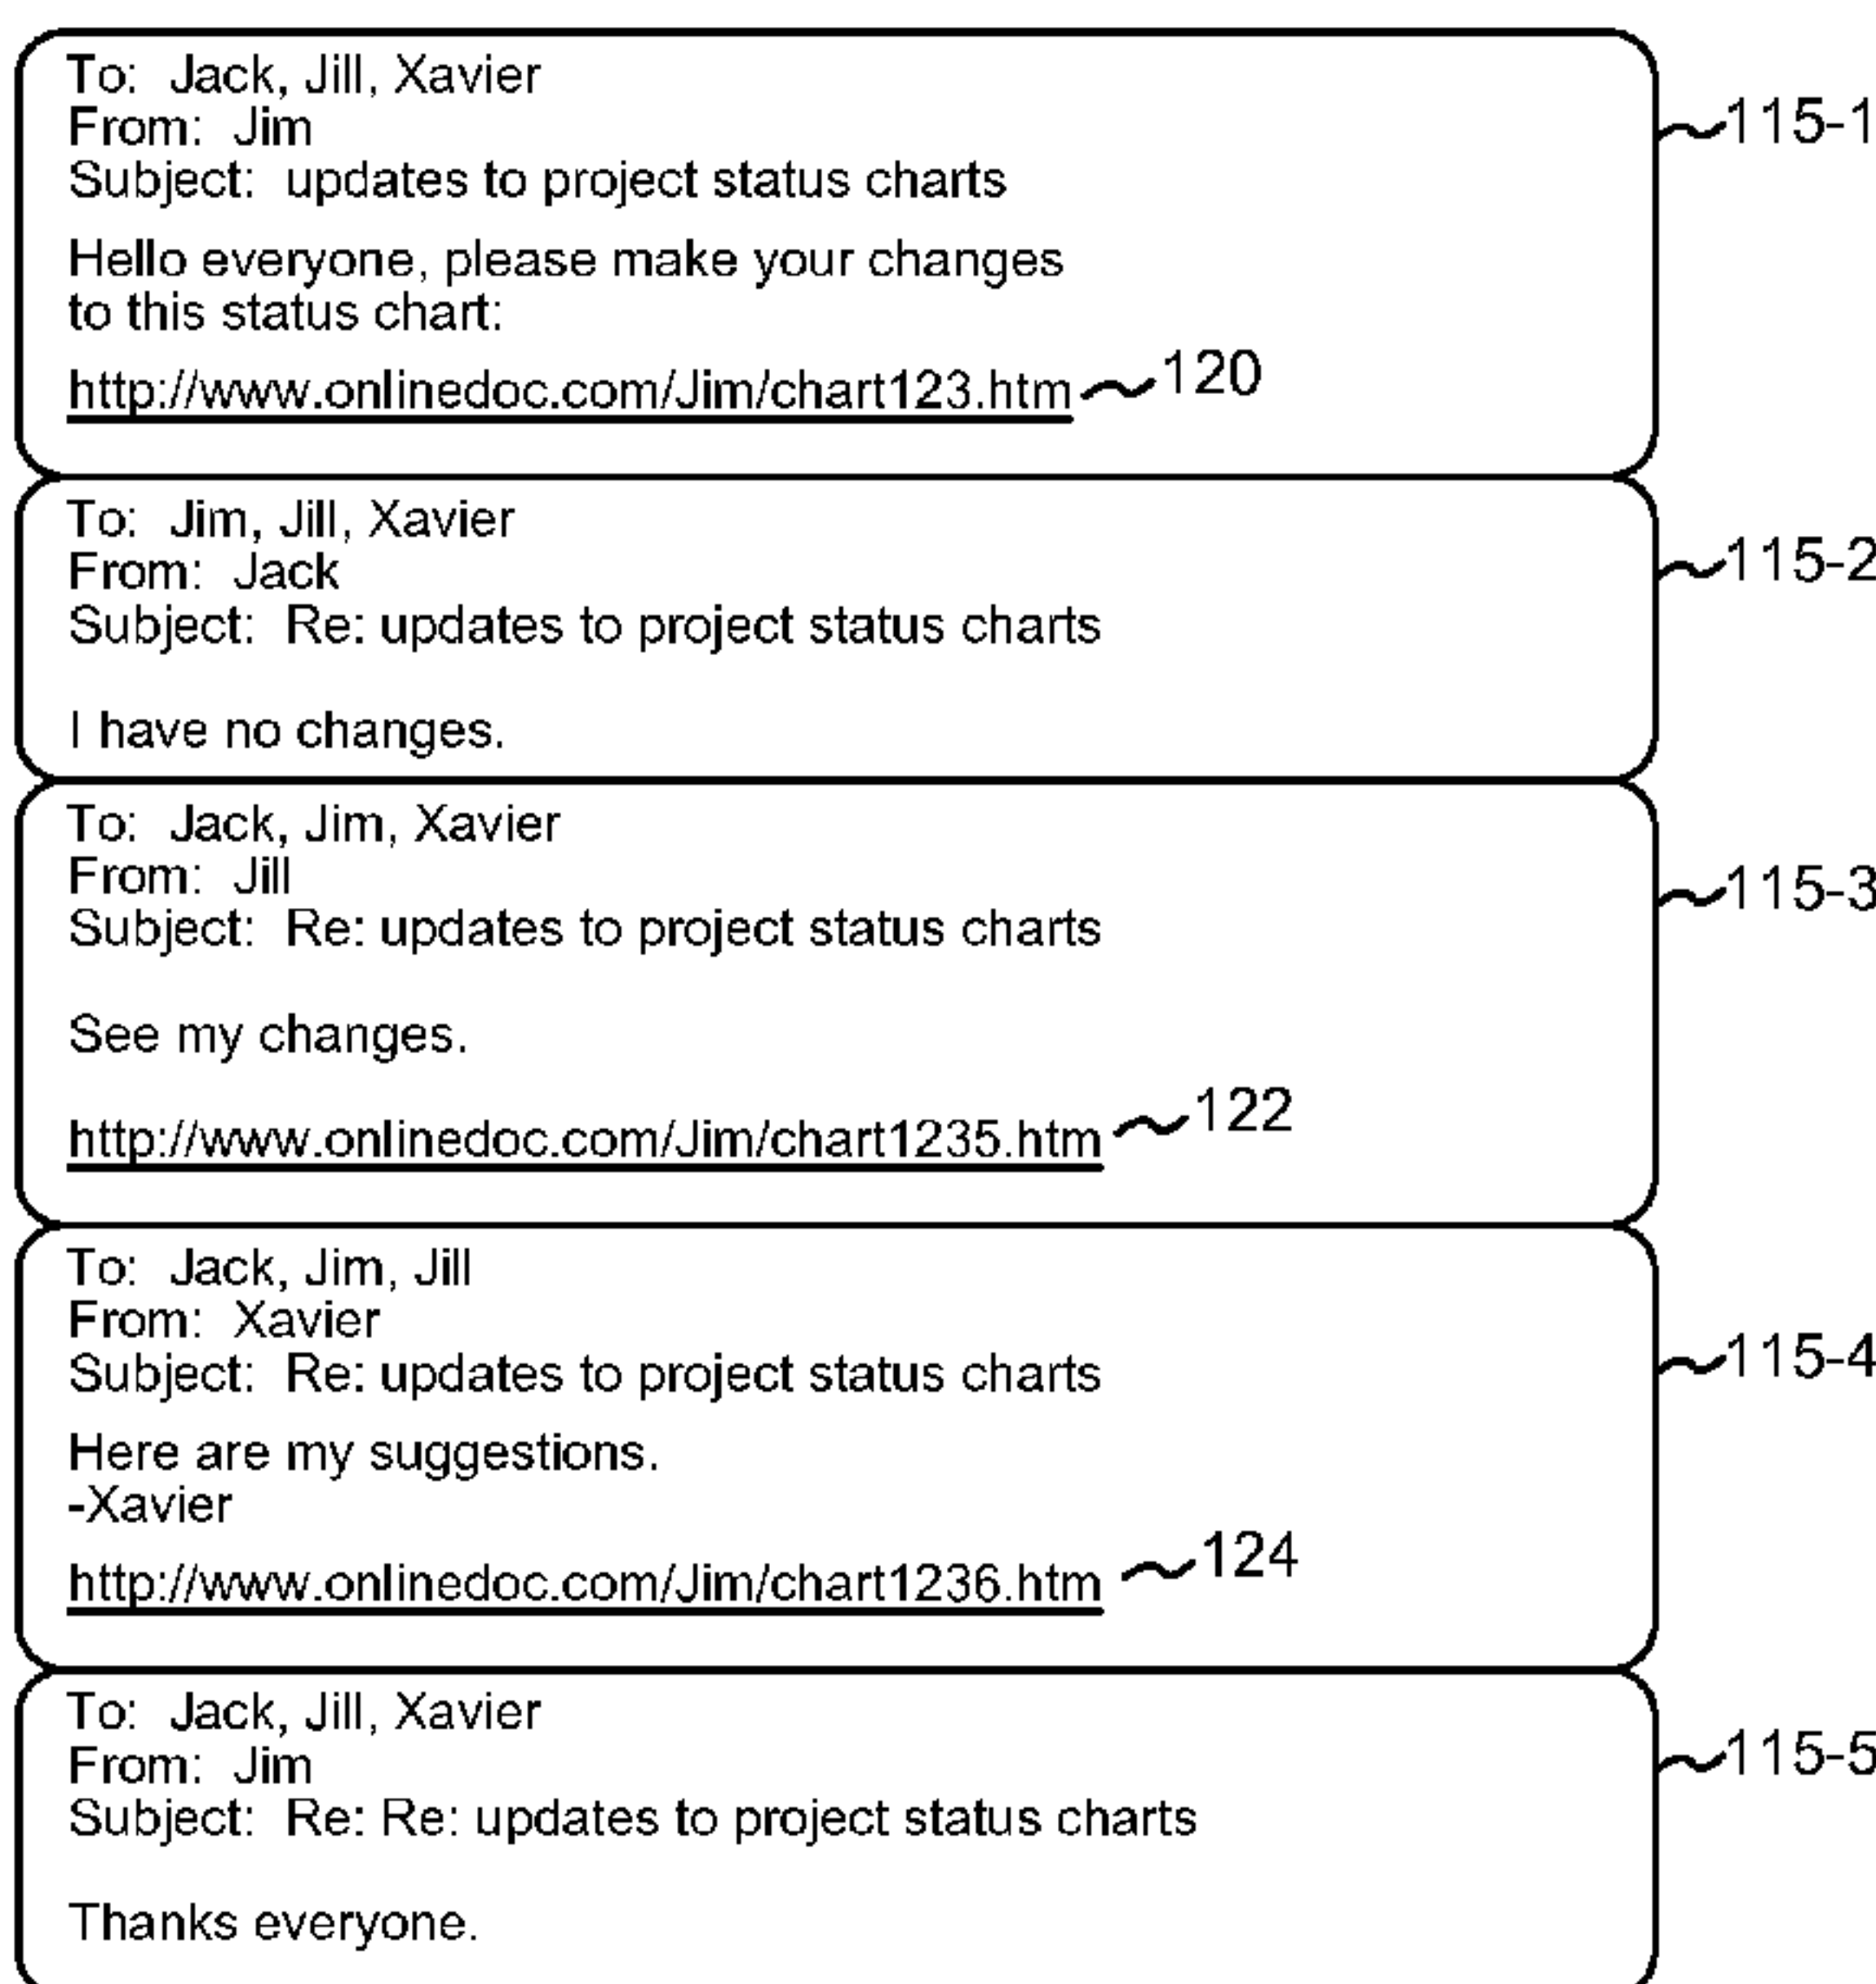 To: Jack, Jill, Xavier
From: Jim
115-1
Subject: updates to project status charts
Hello everyone, please make your changes
to this status chart:
http://www.onlinedoc.com/Jim/chart123.htm 120
To: Jim, Jill, Xavier
From: Jack
115-2
Subject: Re: updates to project status charts
I have no changes.
To: Jack, Jim, Xavier
From: Jill
115-3
Subject: Re: updates to project status charts
See my changes.
http://www.onlinedoc.com/Jim/chart1235.htm 122
To: Jack, Jim, Jill
From: Xavier
115-4
Subject: Re: updates to project status charts
Here are my suggestions.
-Xavier
http://www.onlinedoc.com/Jim/chart1236.htm 124
To: Jack, Jill, Xavier
From: Jim
115-5
Subject: Re: Re: updates to project status charts
Thanks everyone.